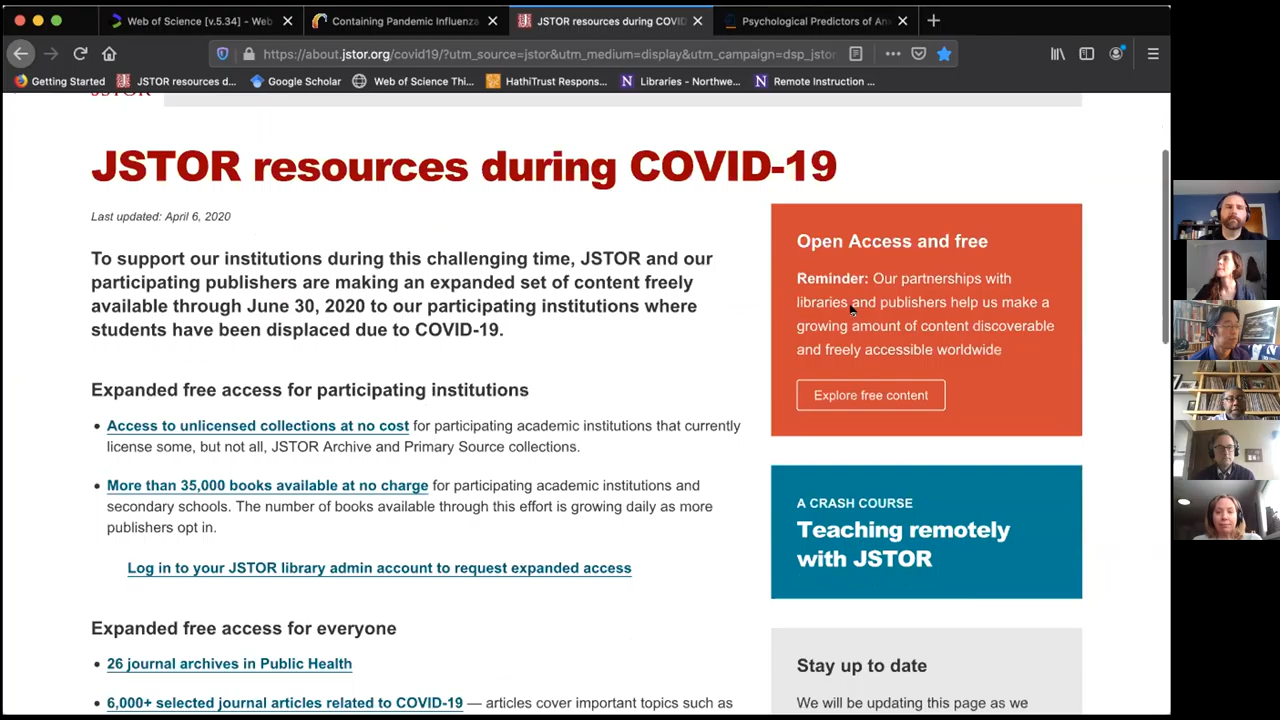 Web of Science [v.5.34] - Web
Containing Pandemic Influenza
JSTOR resources during COVID
Psychological Predictors of An
https://about.jstor.org/covid19/?utm_source=jstor&utm_medium=display&utm_campaign=dsp_jstor
Getting Started
JSTOR resources d...
Google Scholar
Web of Science Thi...
HathiTrust Respons...
Libraries - Northwe...
Remote Instruction ...
JSTOR
JSTOR resources during COVID-19
Last updated: April 6, 2020
To support our institutions during this challenging time, JSTOR and our
participating publishers are making an expanded set of content freely
available through June 30, 2020 to our participating institutions where
students have been displaced due to COVID-19.
Expanded free access for participating institutions
• Access to unlicensed collections at no cost for participating academic institutions that currently
license some, but not all, JSTOR Archive and Primary Source collections.
• More than 35,000 books available at no charge for participating academic institutions and
secondary schools. The number of books available through this effort is growing daily as more
publishers opt in.
Log in to your JSTOR library admin account to request expanded access
Expanded free access for everyone
• 26 journal archives in Public Health
• 6,000+ selected journal articles related to COVID-19 — articles cover important topics such as
Open Access and free
Reminder: Our partnerships with
libraries and publishers help us make a
growing amount of content discoverable
and freely accessible worldwide
Explore free content
A CRASH COURSE
Teaching remotely
with JSTOR
Stay up to date
We will be updating this page as we